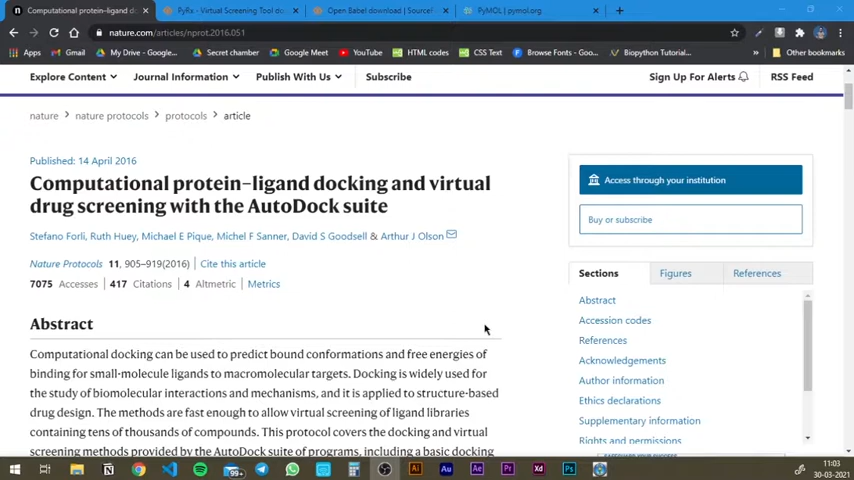 Computational protein–ligand d
PyRx - Virtual Screening Tool do
Open Babel download | SourceF
PyMOL | pymol.org
nature.com/articles/nprot.2016.051
Apps Gmail My Drive - Google... Secret chamber Google Meet YouTube HTML codes CSS Text Browse Fonts - Goog... Biopython Tutorial... Other bookmarks
Explore Content Journal Information Publish With Us Subscribe Sign Up For Alerts RSS Feed
nature > nature protocols > protocols > article
Published: 14 April 2016
Computational protein–ligand docking and virtual
drug screening with the AutoDock suite
Stefano Forli, Ruth Huey, Michael E Pique, Michel F Sanner, David S Goodsell & Arthur J Olson
Nature Protocols 11, 905–919(2016) | Cite this article
7075 Accesses | 417 Citations | 4 Altmetric | Metrics
Abstract
Computational docking can be used to predict bound conformations and free energies of
binding for small-molecule ligands to macromolecular targets. Docking is widely used for
the study of biomolecular interactions and mechanisms, and it is applied to structure-based
drug design. The methods are fast enough to allow virtual screening of ligand libraries
containing tens of thousands of compounds. This protocol covers the docking and virtual
screening methods provided by the AutoDock suite of programs, including a basic docking
Access through your institution
Buy or subscribe
Sections Figures References
Abstract
Accession codes
References
Acknowledgements
Author information
Ethics declarations
Supplementary information
Rights and permissions
99+
Ai Au Ae Pr Xd Ps
11:03
30-03-2021